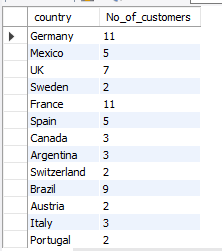 country No_of_customers
Germany 11
Mexico 5
UK 7
Sweden 2
France 11
Spain 5
Canada 3
Argentina 3
Switzerland 2
Brazil 9
Austria 2
Italy 3
Portugal 2